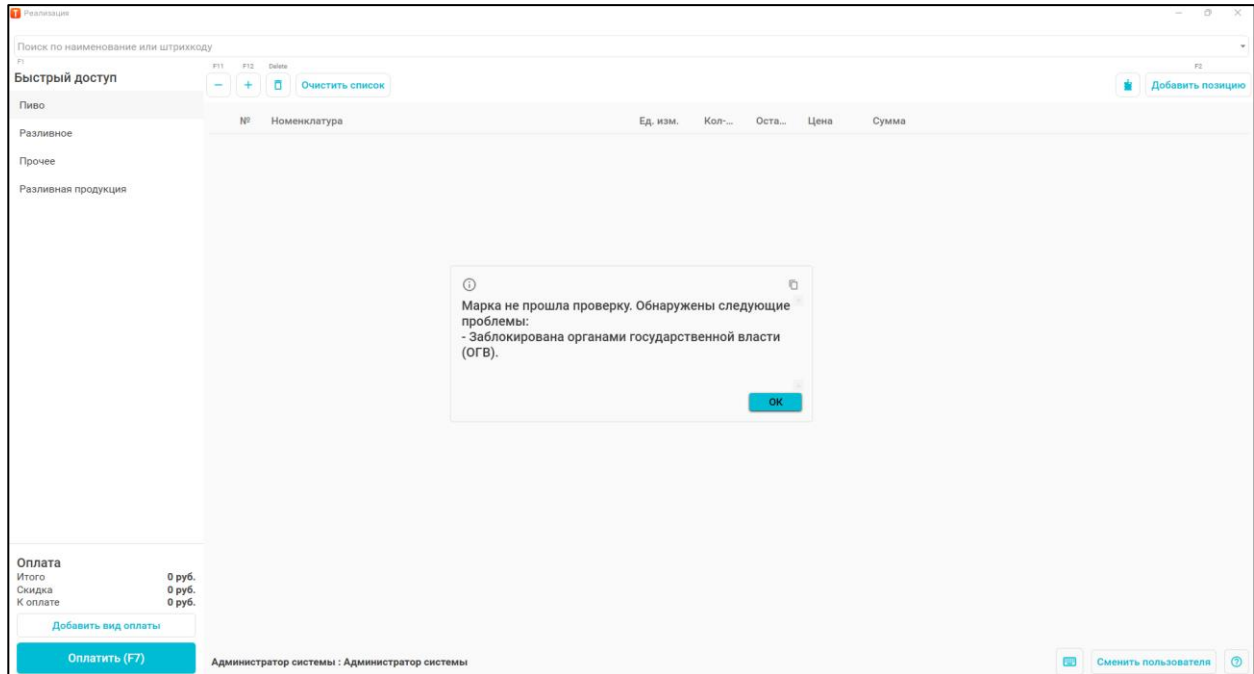 Реализация
Поиск по наименование или штрихкоду
F1
Быстрый доступ
Пиво
Разливное
Прочее
Разливная продукция
F11 F12 Delete
− + Очистить список
F2
Добавить позицию
№ Номенклатура Ед. изм. Кол-... Оста... Цена Сумма
Марка не прошла проверку. Обнаружены следующие
проблемы:
- Заблокирована органами государственной власти
(ОГВ).
ОК
Оплата
Итого 0 руб.
Скидка 0 руб.
К оплате 0 руб.
Добавить вид оплаты
Оплатить (F7)
Администратор системы : Администратор системы
Сменить пользователя